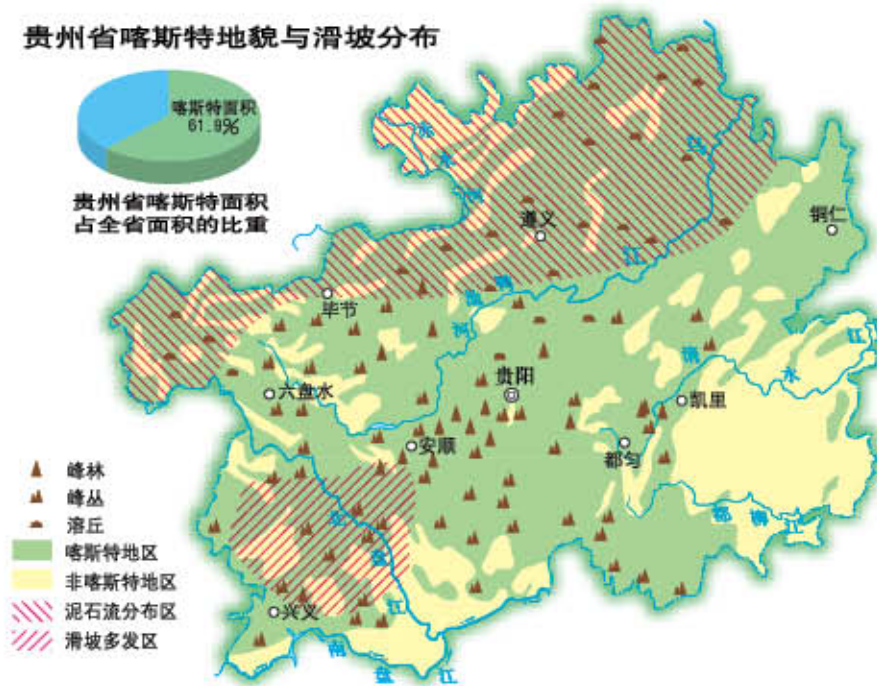 贵州省喀斯特地貌与滑坡分布
喀斯特面积
61.9%
贵州省喀斯特面积
占全省面积的比重
赤
水
河
乌
江
遵义
铜仁
毕节
六盘水
贵阳
安顺
清
水
江
凯里
都匀
都柳江
北
盘
江
兴义
南
盘
江
峰林
峰丛
溶丘
喀斯特地区
非喀斯特地区
泥石流分布区
滑坡多发区